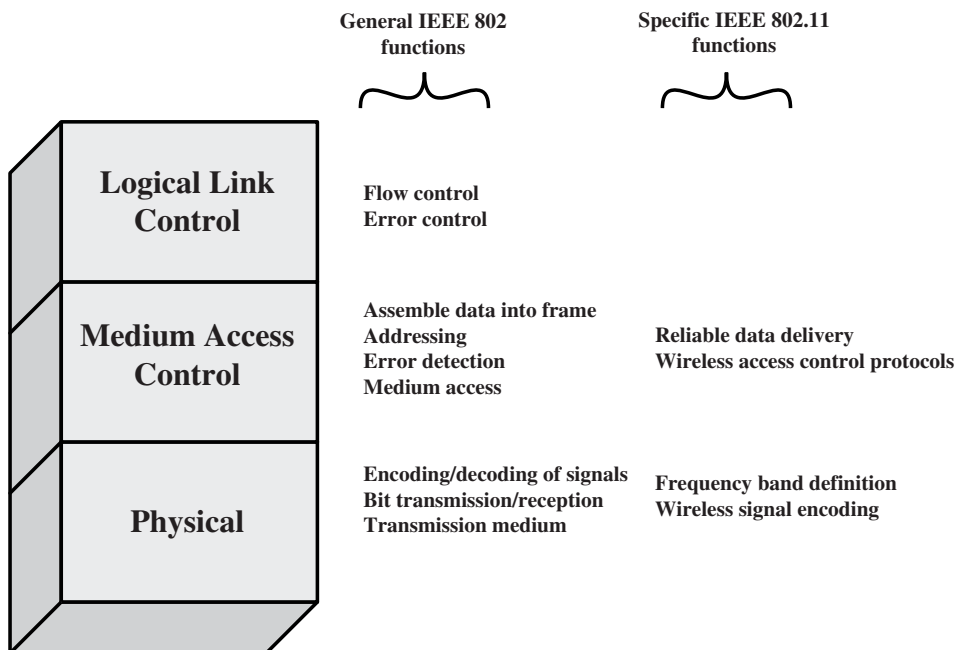 General IEEE 802
functions
Specific IEEE 802.11
functions
Logical Link
Control
Flow control
Error control
Medium Access
Control
Assemble data into frame
Addressing
Error detection
Medium access
Reliable data delivery
Wireless access control protocols
Physical
Encoding/decoding of signals
Bit transmission/reception
Transmission medium
Frequency band definition
Wireless signal encoding